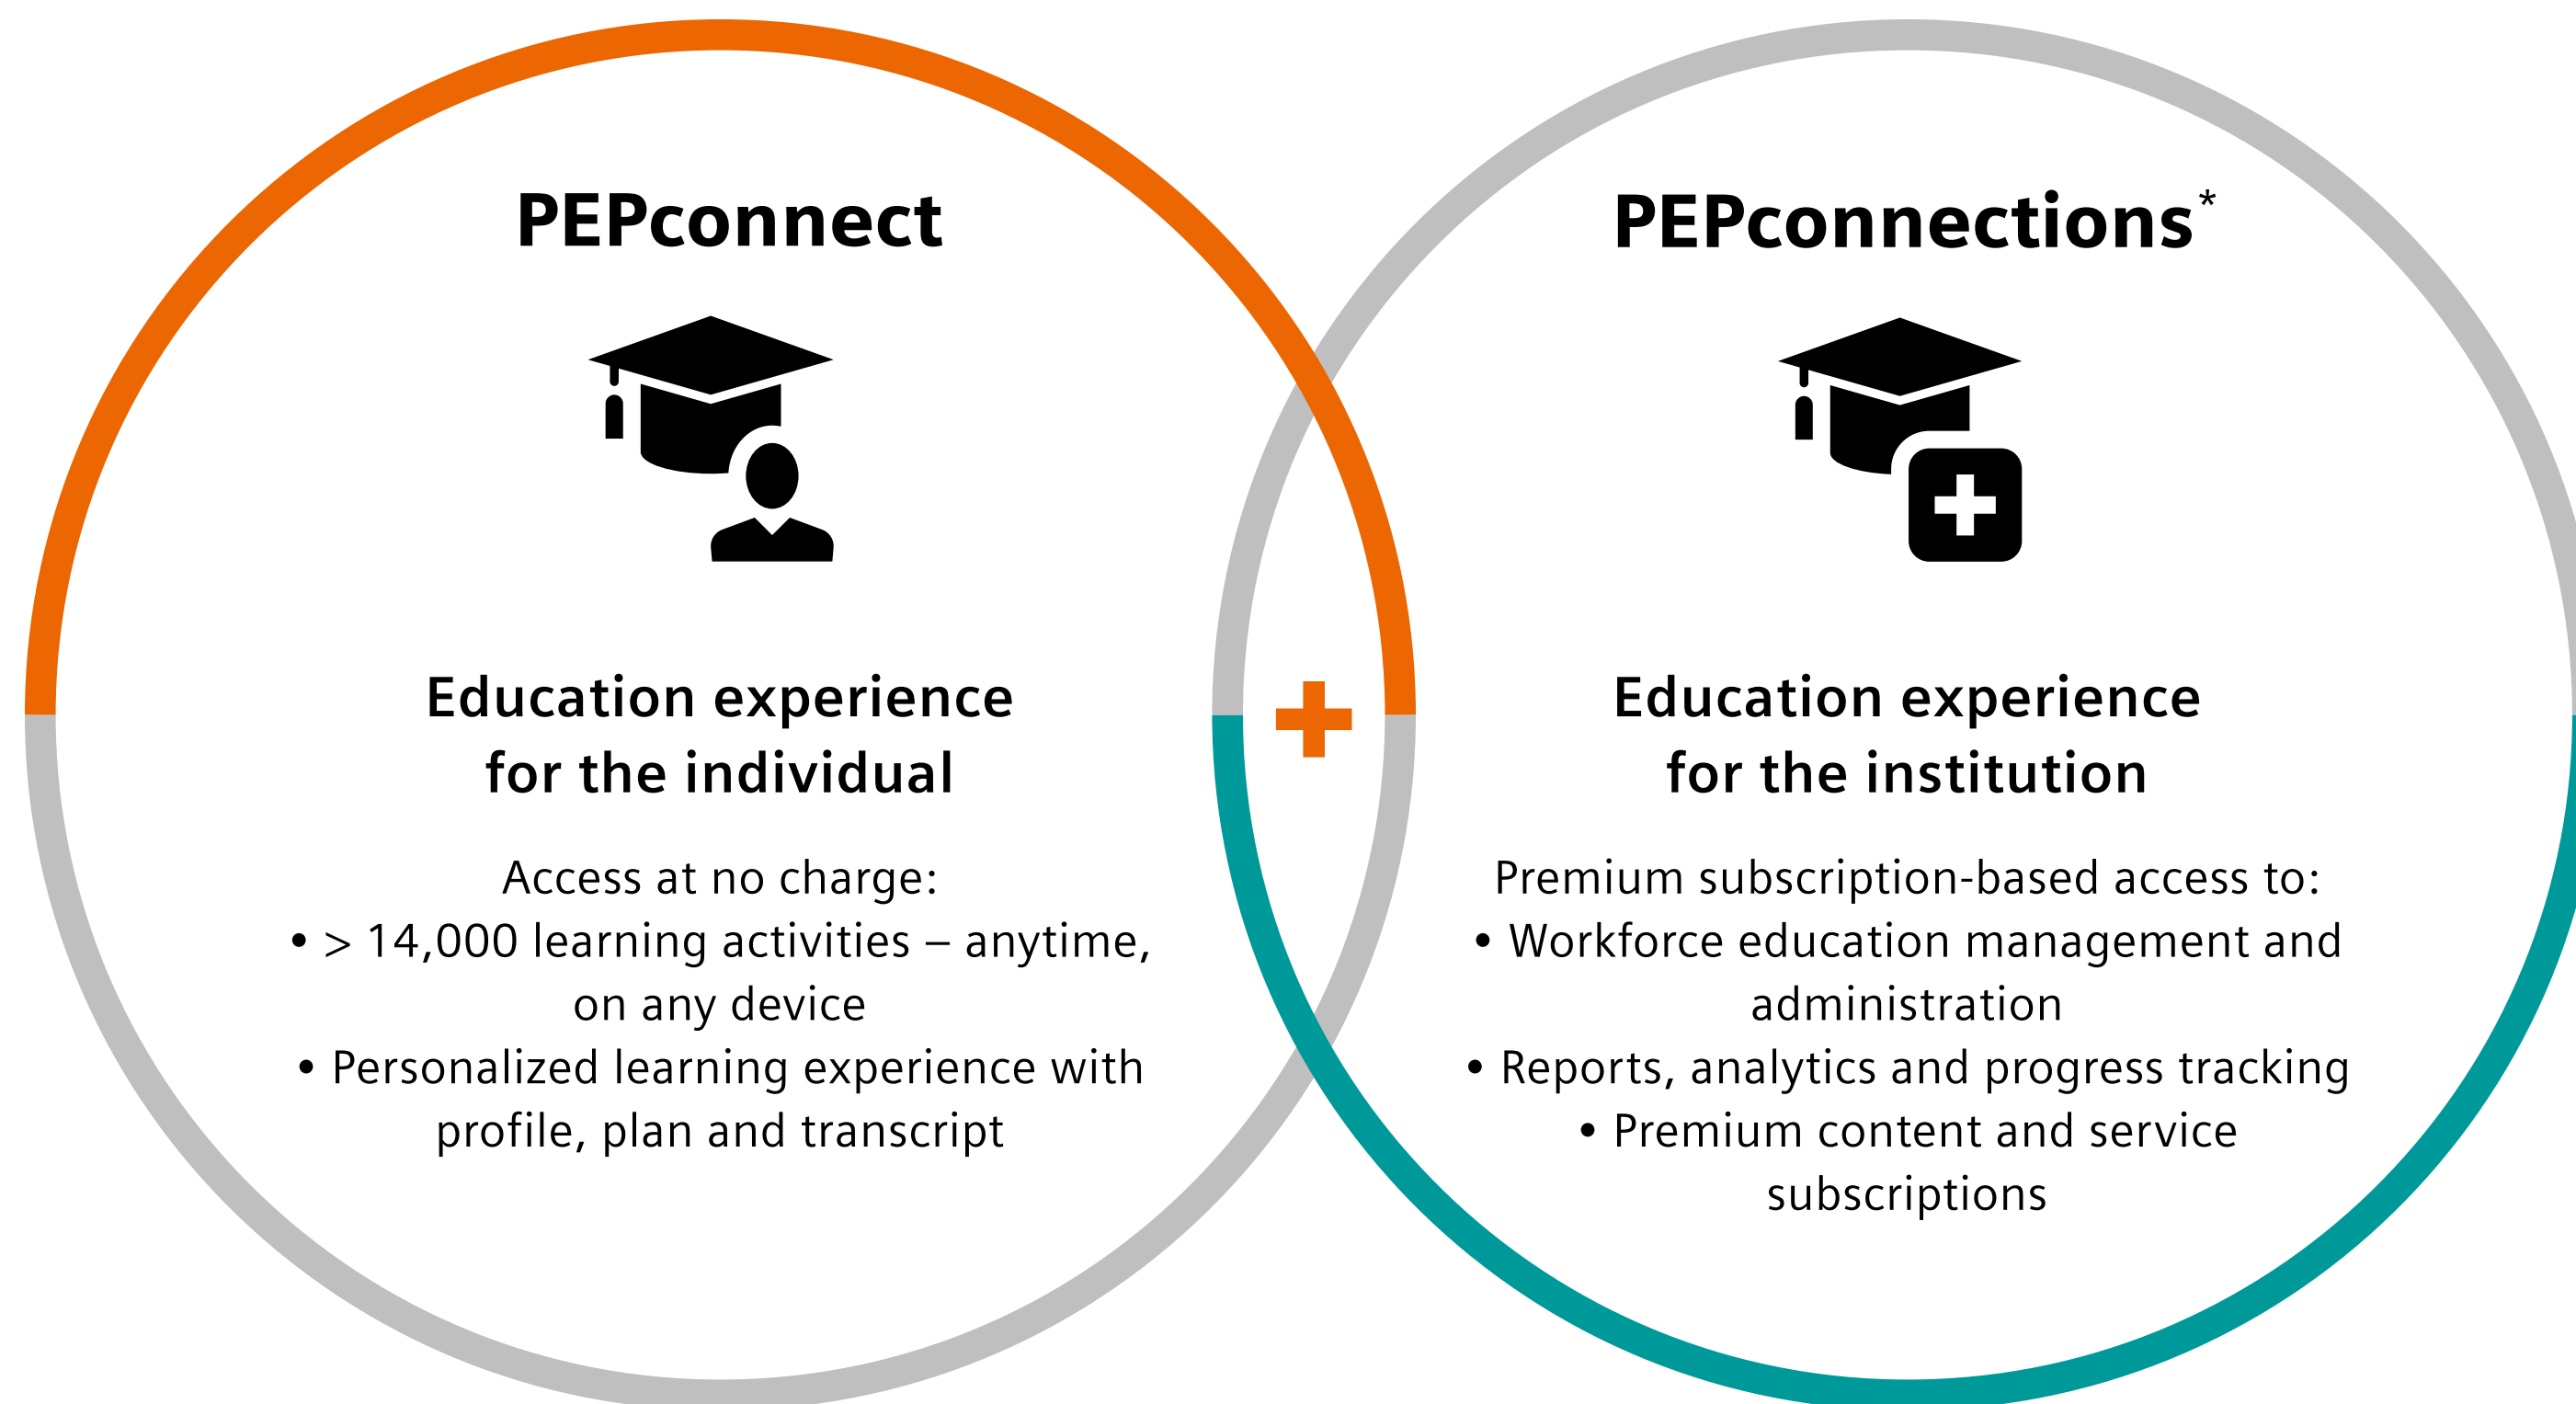 PEPconnect
Education experience
for the individual
Access at no charge:
• > 14,000 learning activities – anytime,
on any device
• Personalized learning experience with
profile, plan and transcript
PEPconnections*
Education experience
for the institution
Premium subscription-based access to:
• Workforce education management and
administration
• Reports, analytics and progress tracking
• Premium content and service
subscriptions